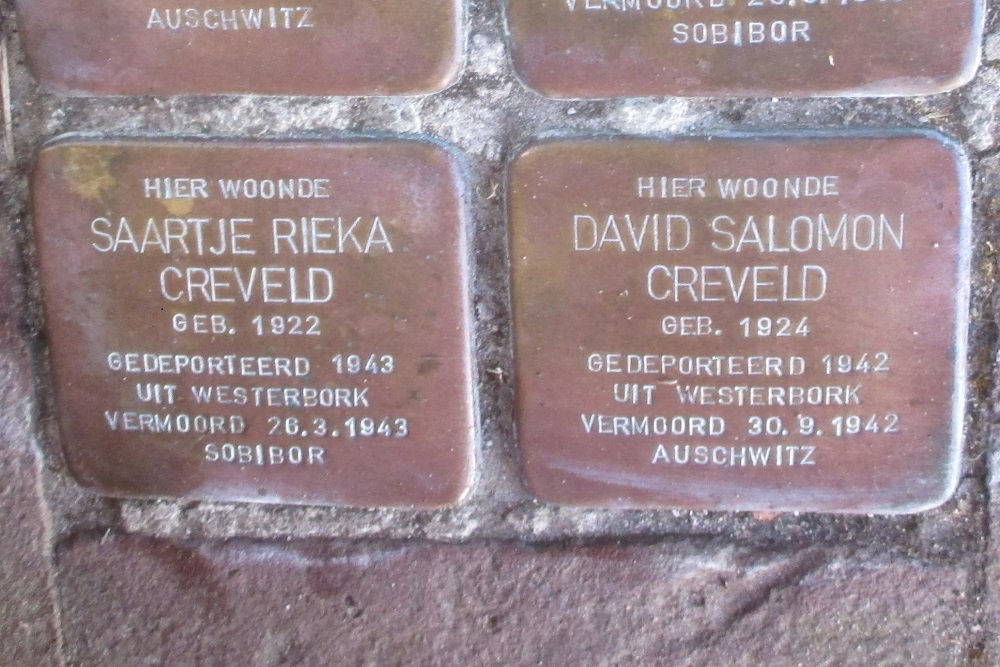 AUSCHWITZ
VERMOORD
SOBIBOR
HIER WOONDE
SAARTJE RIEKA
CREVELD
GEB. 1922
GEDEPORTEERD 1943
UIT WESTERBORK
VERMOORD 26.3.1943
SOBIBOR
HIER WOONDE
DAVID SALOMON
CREVELD
GEB. 1924
GEDEPORTEERD 1942
UIT WESTERBORK
VERMOORD 30.9.1942
AUSCHWITZ